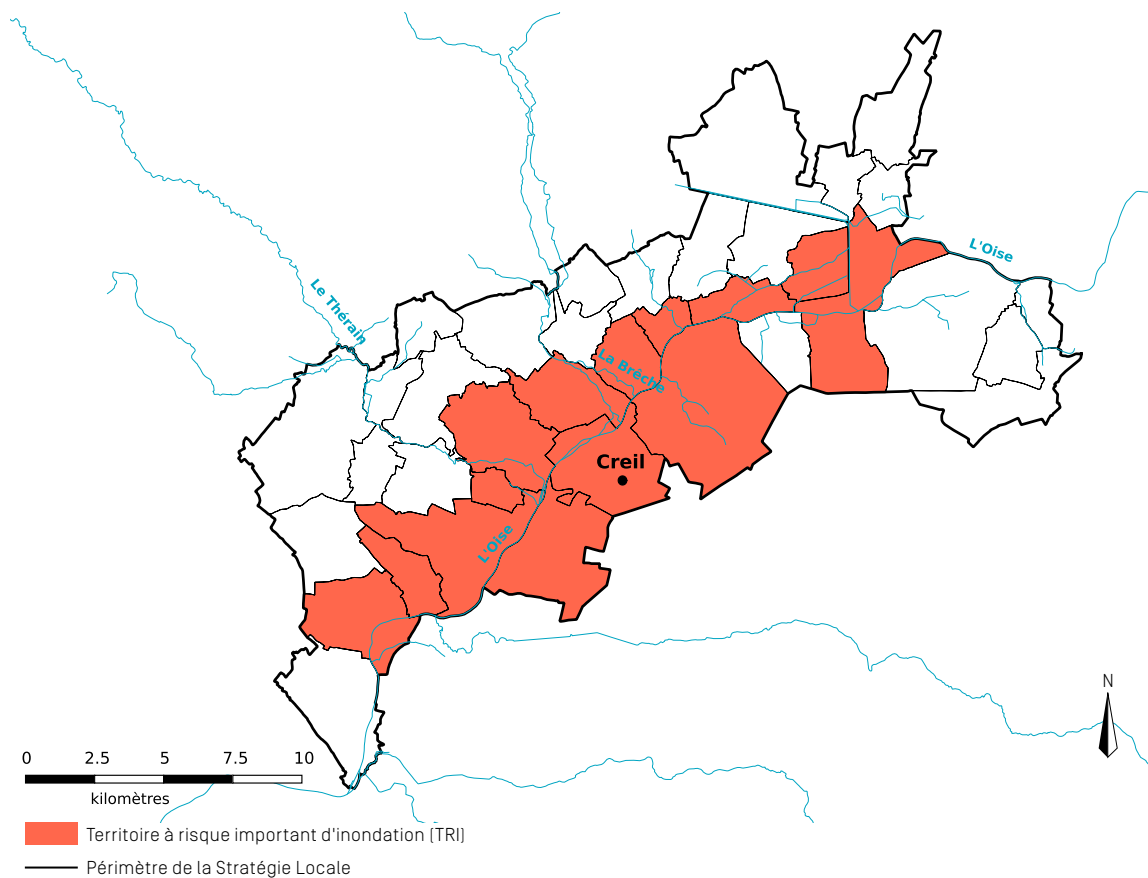 L'Oise
Le Thérain
La Brêche
Creil
L'Oise
N
0 2.5 5 7.5 10
kilomètres
Territoire à risque important d'inondation (TRI)
Périmètre de la Stratégie Locale